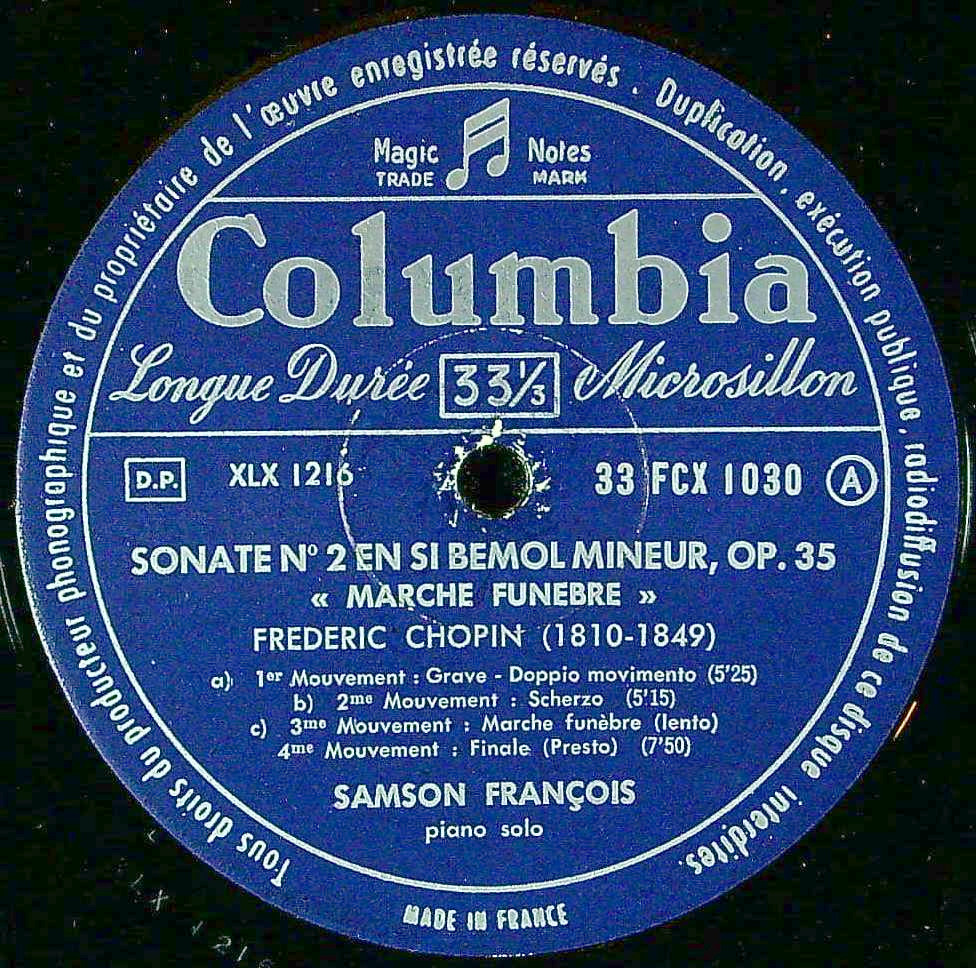 Tous droits du producteur phonographique et du propriétaire de l'œuvre enregistrée réservés. Duplication, exécution publique, radiodiffusion de ce disque interdites.
Magic Notes
TRADE MARK
Columbia
Longue Durée 33⅓ Microsillon
D.P. XLX 1216 33 FCX 1030 A
SONATE Nº 2 EN SI BEMOL MINEUR, OP. 35
« MARCHE FUNEBRE »
FREDERIC CHOPIN (1810-1849)
a) 1er Mouvement : Grave - Doppio movimento (5'25)
b) 2me Mouvement : Scherzo (5'15)
c) 3me Mouvement : Marche funèbre (lento)
4me Mouvement : Finale (Presto) (7'50)
SAMSON FRANÇOIS
piano solo
MADE IN FRANCE